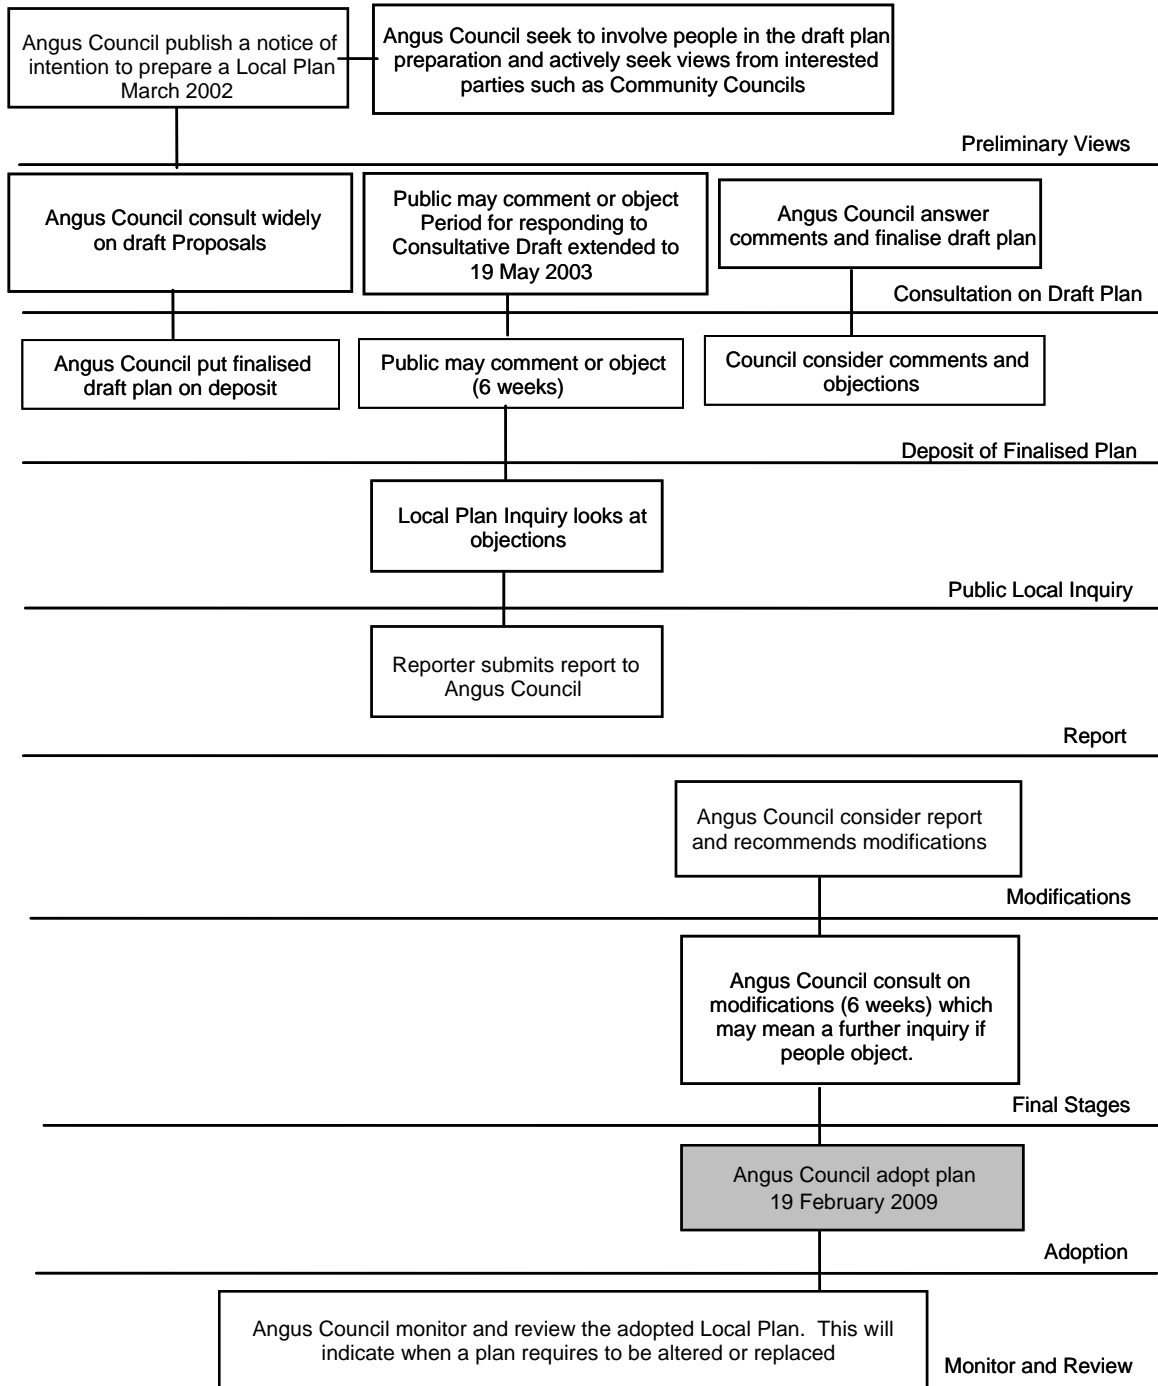 Angus Council publish a notice of
intention to prepare a Local Plan
March 2002
Angus Council seek to involve people in the draft plan
preparation and actively seek views from interested
parties such as Community Councils
Preliminary Views
Angus Council consult widely
on draft Proposals
Public may comment or object
Period for responding to
Consultative Draft extended to
19 May 2003
Angus Council answer
comments and finalise draft plan
Consultation on Draft Plan
Angus Council put finalised
draft plan on deposit
Public may comment or object
(6 weeks)
Council consider comments and
objections
Deposit of Finalised Plan
Local Plan Inquiry looks at
objections
Public Local Inquiry
Reporter submits report to
Angus Council
Report
Angus Council consider report
and recommends modifications
Modifications
Angus Council consult on
modifications (6 weeks) which
may mean a further inquiry if
people object.
Final Stages
Angus Council adopt plan
19 February 2009
Adoption
Angus Council monitor and review the adopted Local Plan.  This will
indicate when a plan requires to be altered or replaced
Monitor and Review